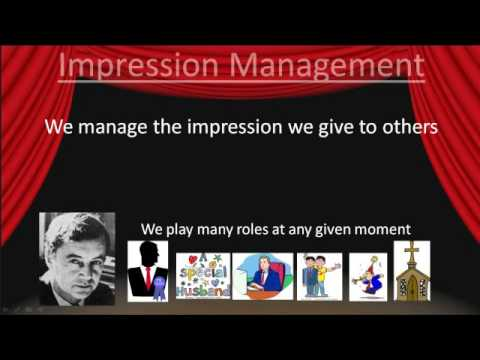 Impression Management
We manage the impression we give to others
We play many roles at any given moment
A
special
Husband